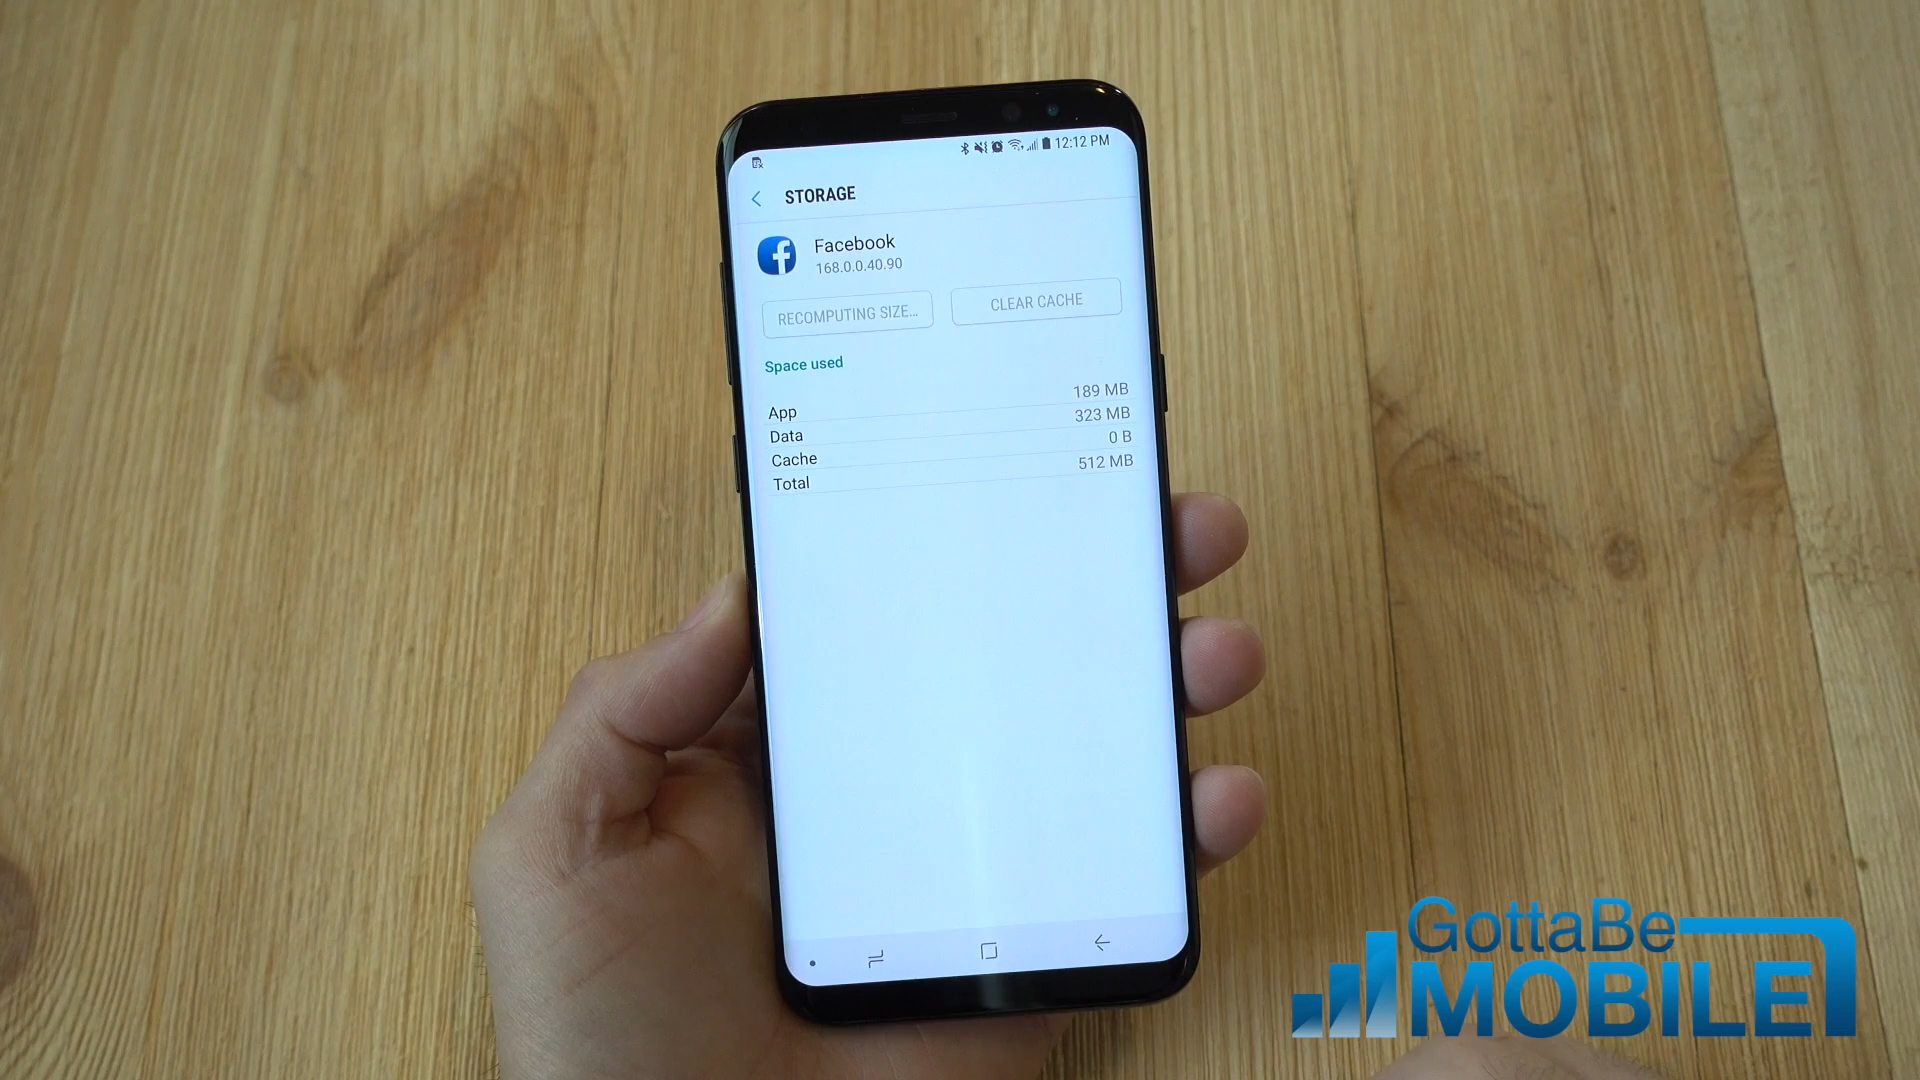 12:12 PM
STORAGE
Facebook
168.0.0.40.90
RECOMPUTING SIZE...
CLEAR CACHE
Space used
App 189 MB
Data 323 MB
Cache 0 B
Total 512 MB
GottaBe
MOBILE